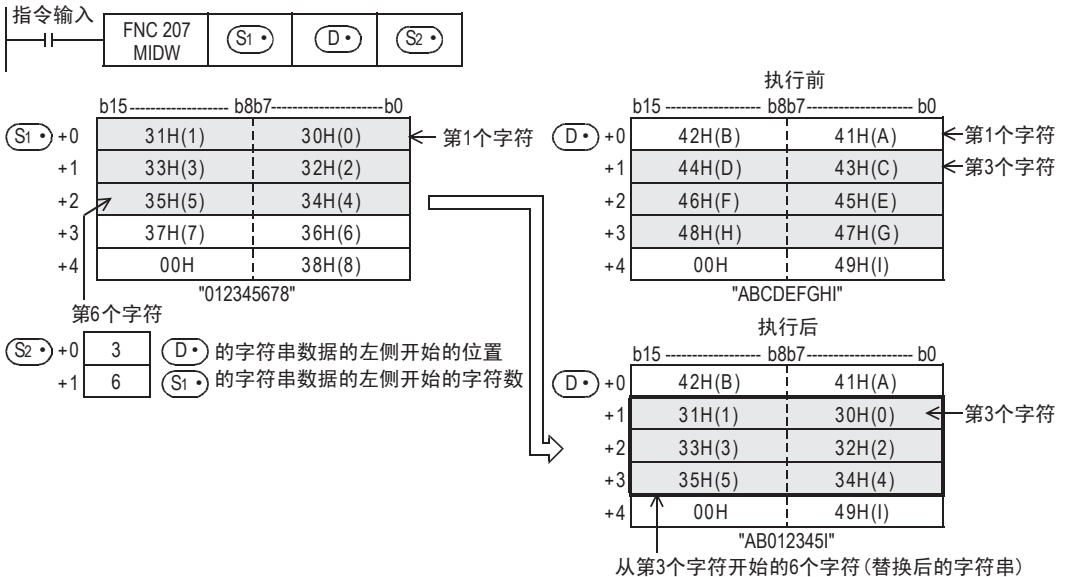 指令输入
FNC 207 MIDW S1• D• S2•
b15 b8b7 b0
S1• +0 31H(1) 30H(0) 第1个字符
+1 33H(3) 32H(2)
+2 35H(5) 34H(4)
+3 37H(7) 36H(6)
+4 00H 38H(8)
"012345678"
第6个字符
S2• +0 3 D• 的字符串数据的左侧开始的位置
+1 6 S1• 的字符串数据的左侧开始的字符数
执行前
b15 b8b7 b0
D• +0 42H(B) 41H(A) 第1个字符
+1 44H(D) 43H(C) 第3个字符
+2 46H(F) 45H(E)
+3 48H(H) 47H(G)
+4 00H 49H(I)
"ABCDEFGHI"
执行后
b15 b8b7 b0
D• +0 42H(B) 41H(A)
+1 31H(1) 30H(0) 第3个字符
+2 33H(3) 32H(2)
+3 35H(5) 34H(4)
+4 00H 49H(I)
"AB012345I"
从第3个字符开始的6个字符(替换后的字符串)